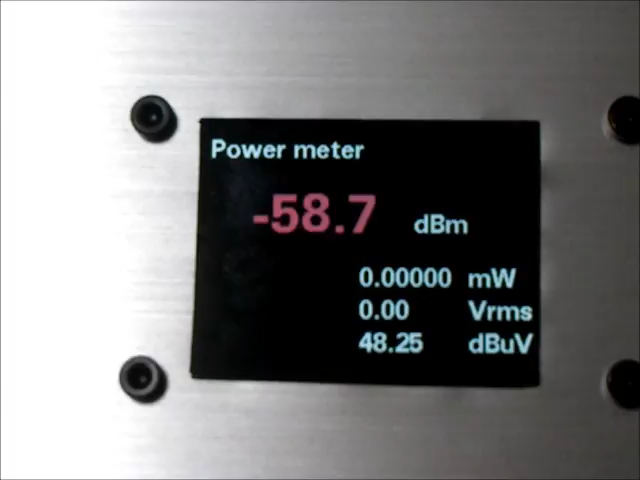 Power meter
-58.7 dBm
0.00000 mW
0.00 Vrms
48.25 dBuV